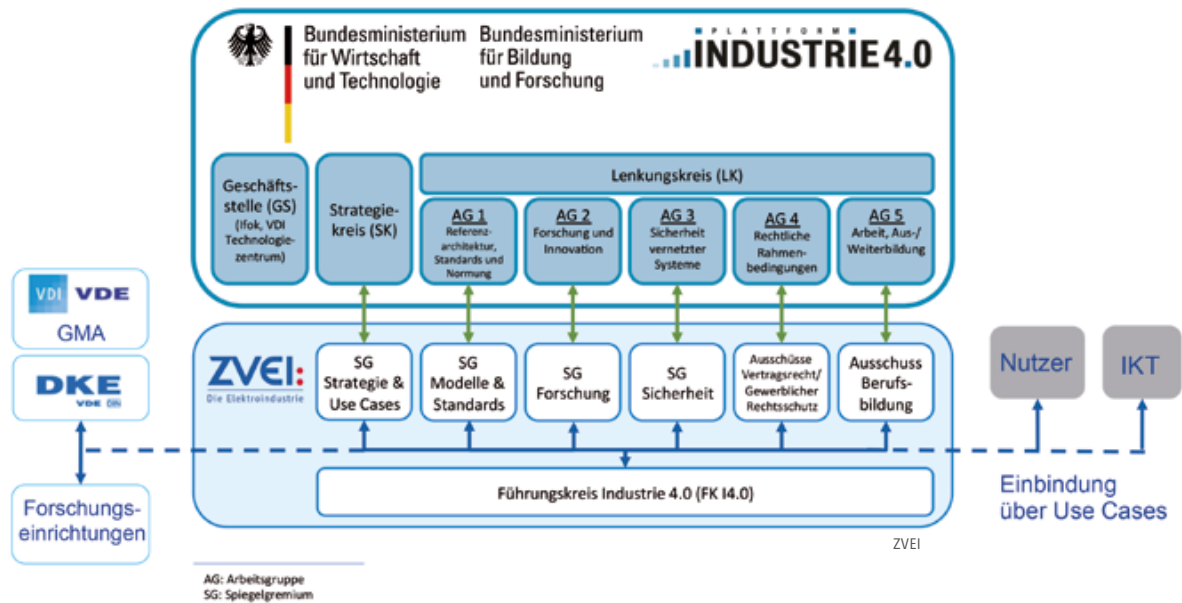 Bundesministerium
für Wirtschaft
und Technologie
Bundesministerium
für Bildung
und Forschung
PLATTFORM
INDUSTRIE4.0
Geschäfts-
stelle (GS)
(Ifok, VDI
Technologie-
zentrum)
Strategie-
kreis (SK)
Lenkungskreis (LK)
AG 1
Referenz-
architektur,
Standards und
Normung
AG 2
Forschung und
Innovation
AG 3
Sicherheit
vernetzter
Systeme
AG 4
Rechtliche
Rahmen-
bedingungen
AG 5
Arbeit, Aus-/
Weiterbildung
VDI VDE
GMA
DKE
VDE DIN
Forschungs-
einrichtungen
ZVEI:
Die Elektroindustrie
SG
Strategie &
Use Cases
SG
Modelle &
Standards
SG
Forschung
SG
Sicherheit
Ausschüsse
Vertragsrecht/
Gewerblicher
Rechtsschutz
Ausschuss
Berufs-
bildung
Führungskreis Industrie 4.0 (FK I4.0)
Nutzer
IKT
Einbindung
über Use Cases
ZVEI
AG: Arbeitsgruppe
SG: Spiegelgremium